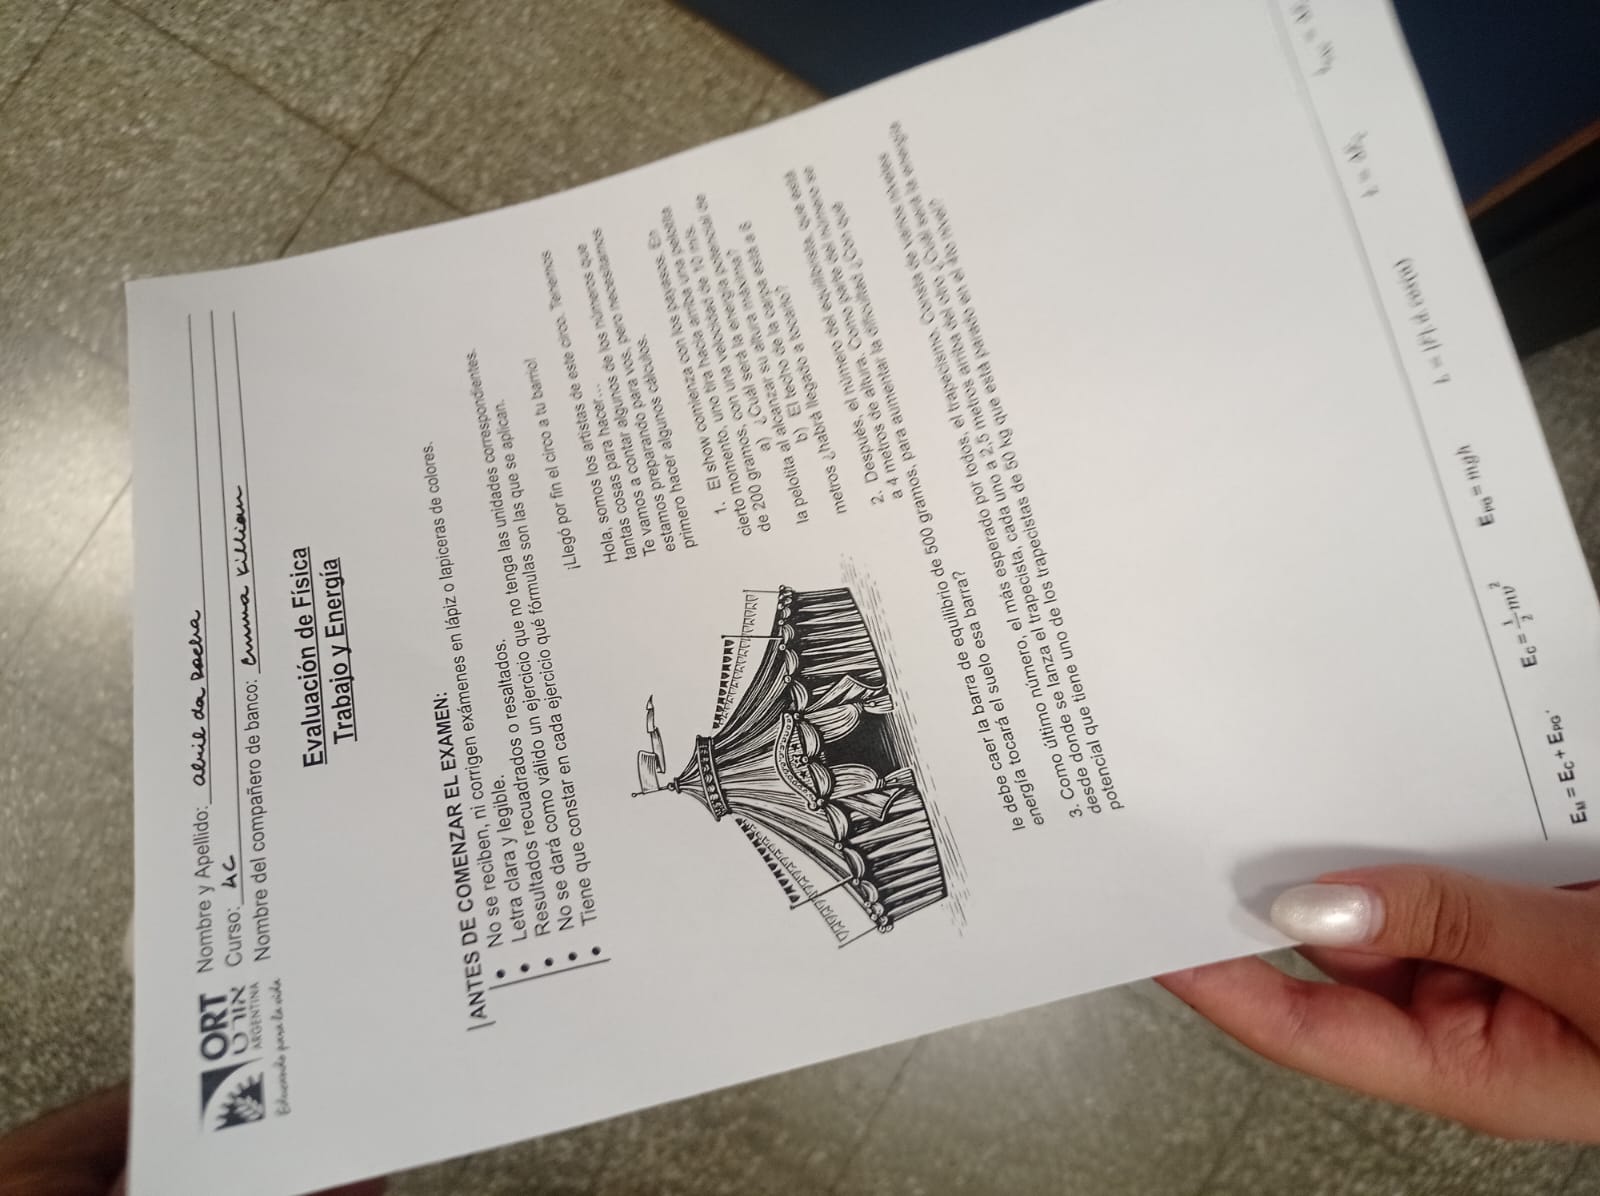 ORT
אורט
ARGENTINA
Educando para la vida
Nombre y Apellido: abril da Rocha
Curso: 4C
Nombre del compañero de banco: emma Killian
Evaluación de Física
Trabajo y Energía
ANTES DE COMENZAR EL EXAMEN:
• No se reciben, ni corrigen exámenes en lápiz o lapiceras de colores.
• Letra clara y legible.
• Resultados recuadrados o resaltados.
• No se dará como válido un ejercicio que no tenga las unidades correspondientes.
• Tiene que constar en cada ejercicio qué fórmulas son las que se aplican.
¡Llegó por fin el circo a tu barrio!
Hola, somos los artistas de este circo. Tenemos
tantas cosas para hacer...
Te vamos a contar algunos de los números que
estamos preparando para vos, pero necesitamos
primero hacer algunos cálculos.
1. El show comienza con los payasos. En
cierto momento, uno tira hacia arriba una pelotita
de 200 gramos, con una velocidad de 10 m/s.
a) ¿Cuál será la energía potencial de
la pelotita al alcanzar su altura máxima?
b) El techo de la carpa está a 6
metros ¿habrá llegado a tocarlo?
2. Después, el número del equilibrista, que está
a 4 metros de altura. Como parte del número se
le debe caer la barra de equilibrio de 500 gramos, para aumentar la dificultad ¿Con qué
energía tocará el suelo esa barra?
3. Como último número, el más esperado por todos, el trapecismo. Consta de varios niveles
desde donde se lanza el trapecista, cada uno a 2,5 metros arriba del otro ¿Cuál será la energía
potencial que tiene uno de los trapecistas de 50 kg que está parado en el 4to nivel?
E_M = E_C + E_PG. E_C = 1/2 mv² E_PG = mgh L = |F|.d.cos(α) L = ΔE_C